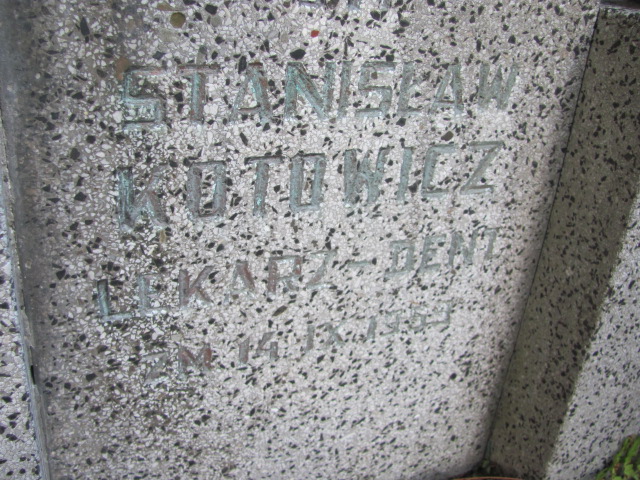 STANISŁAW
KOTOWICZ
LEKARZ-DENT
ZM 14 IX